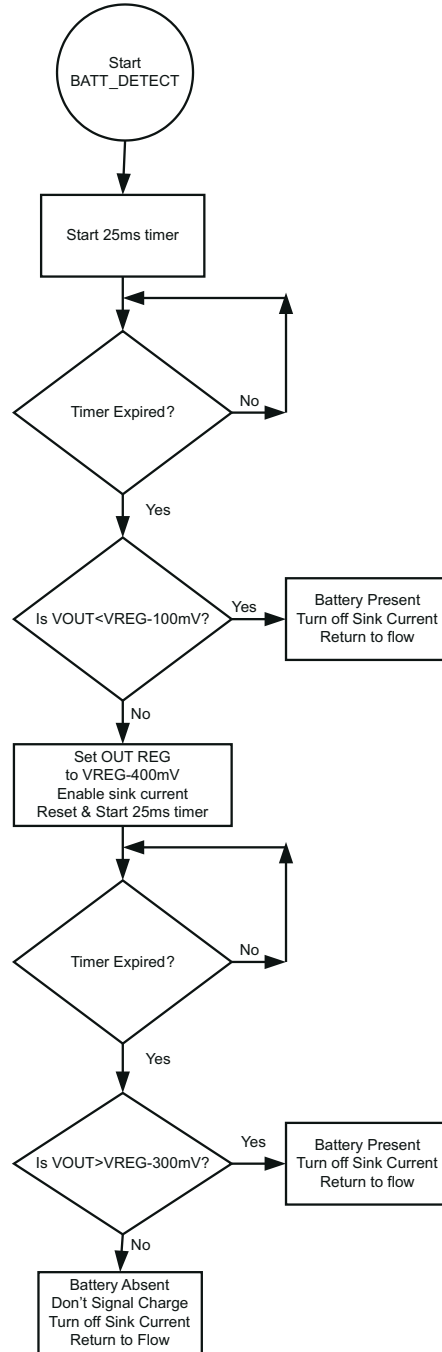 Start
BATT_DETECT
Start 25ms timer
Timer Expired?
No
Yes
Is VOUT<VREG-100mV?
Yes
Battery Present
Turn off Sink Current
Return to flow
No
Set OUT REG
to VREG-400mV
Enable sink current
Reset & Start 25ms timer
Timer Expired?
No
Yes
Is VOUT>VREG-300mV?
Yes
Battery Present
Turn off Sink Current
Return to flow
No
Battery Absent
Don't Signal Charge
Turn off Sink Current
Return to Flow